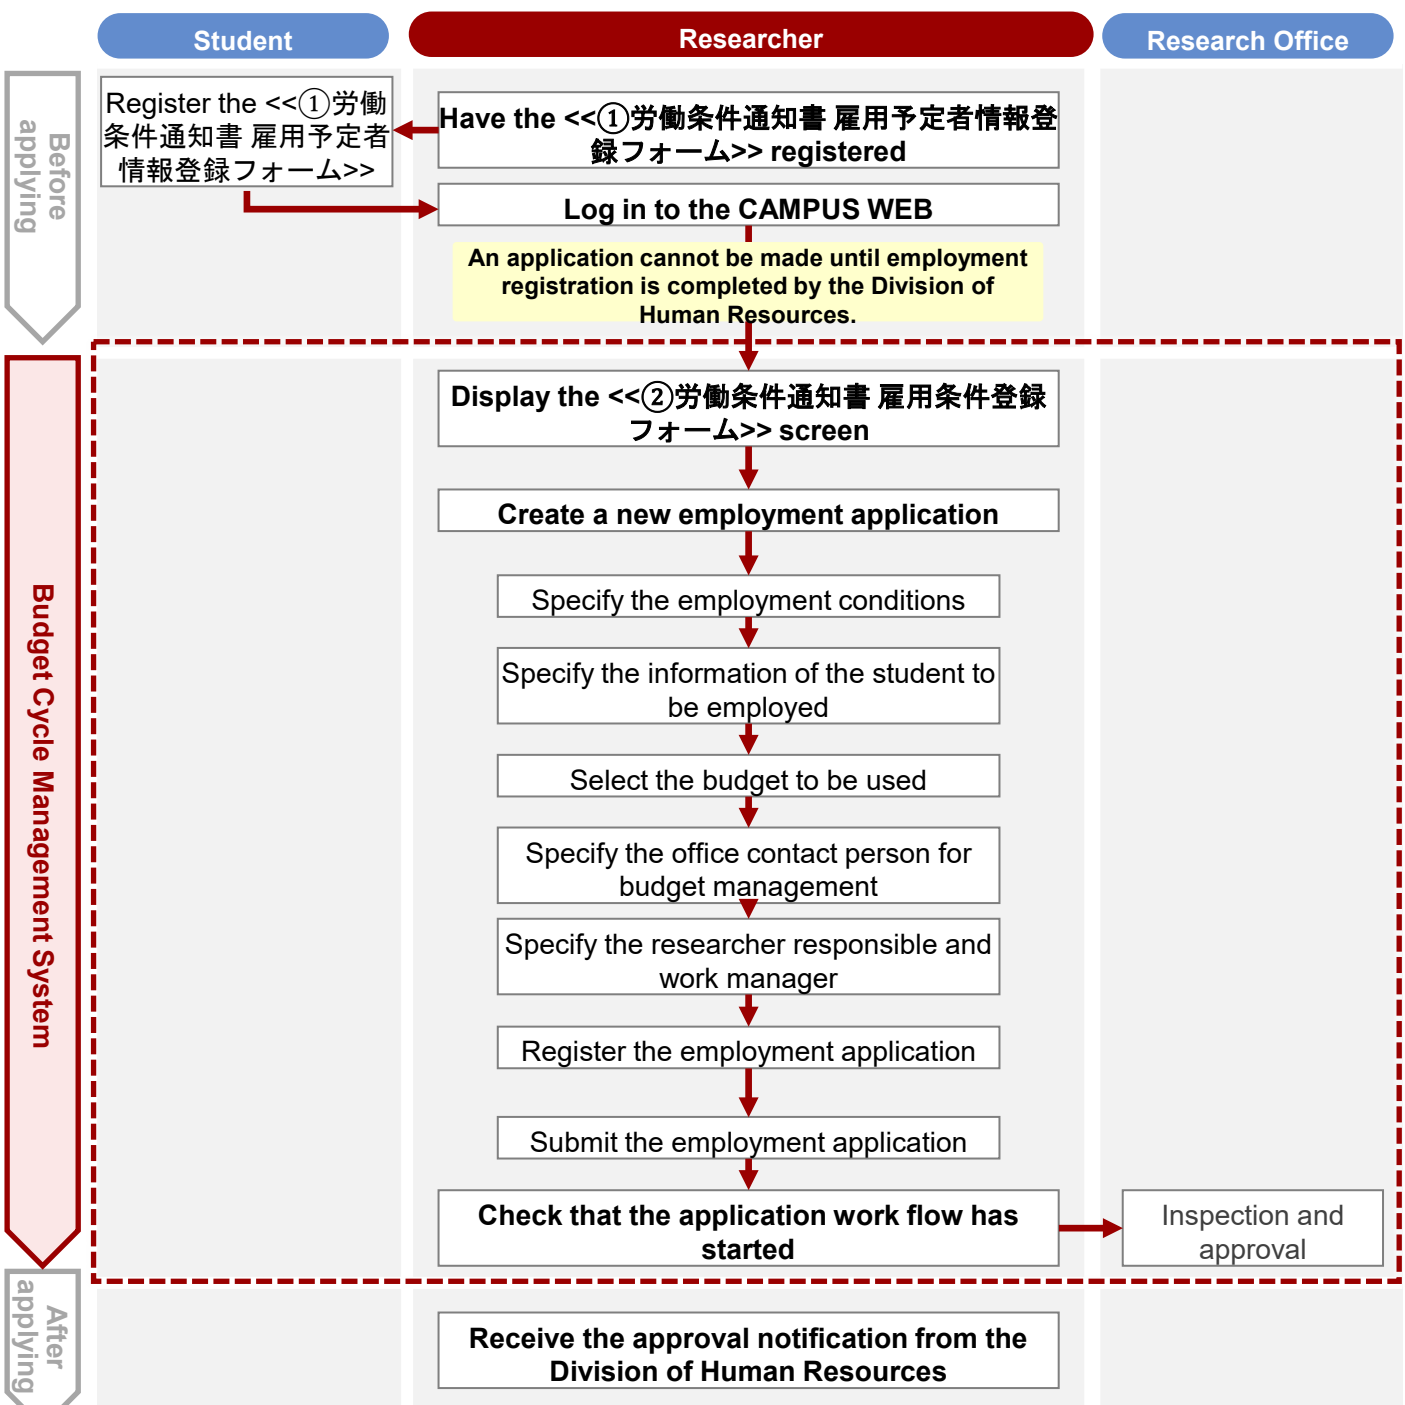 Student
Researcher
Research Office
Before
applying
Register the <<①労働
条件通知書 雇用予定者
情報登録フォーム>>
Have the <<①労働条件通知書 雇用予定者情報登
録フォーム>> registered
Log in to the CAMPUS WEB
An application cannot be made until employment
registration is completed by the Division of
Human Resources.
Budget Cycle Management System
Display the <<②労働条件通知書 雇用条件登録
フォーム>> screen
Create a new employment application
Specify the employment conditions
Specify the information of the student to
be employed
Select the budget to be used
Specify the office contact person for
budget management
Specify the researcher responsible and
work manager
Register the employment application
Submit the employment application
Check that the application work flow has
started
Inspection and
approval
After
applying
Receive the approval notification from the
Division of Human Resources